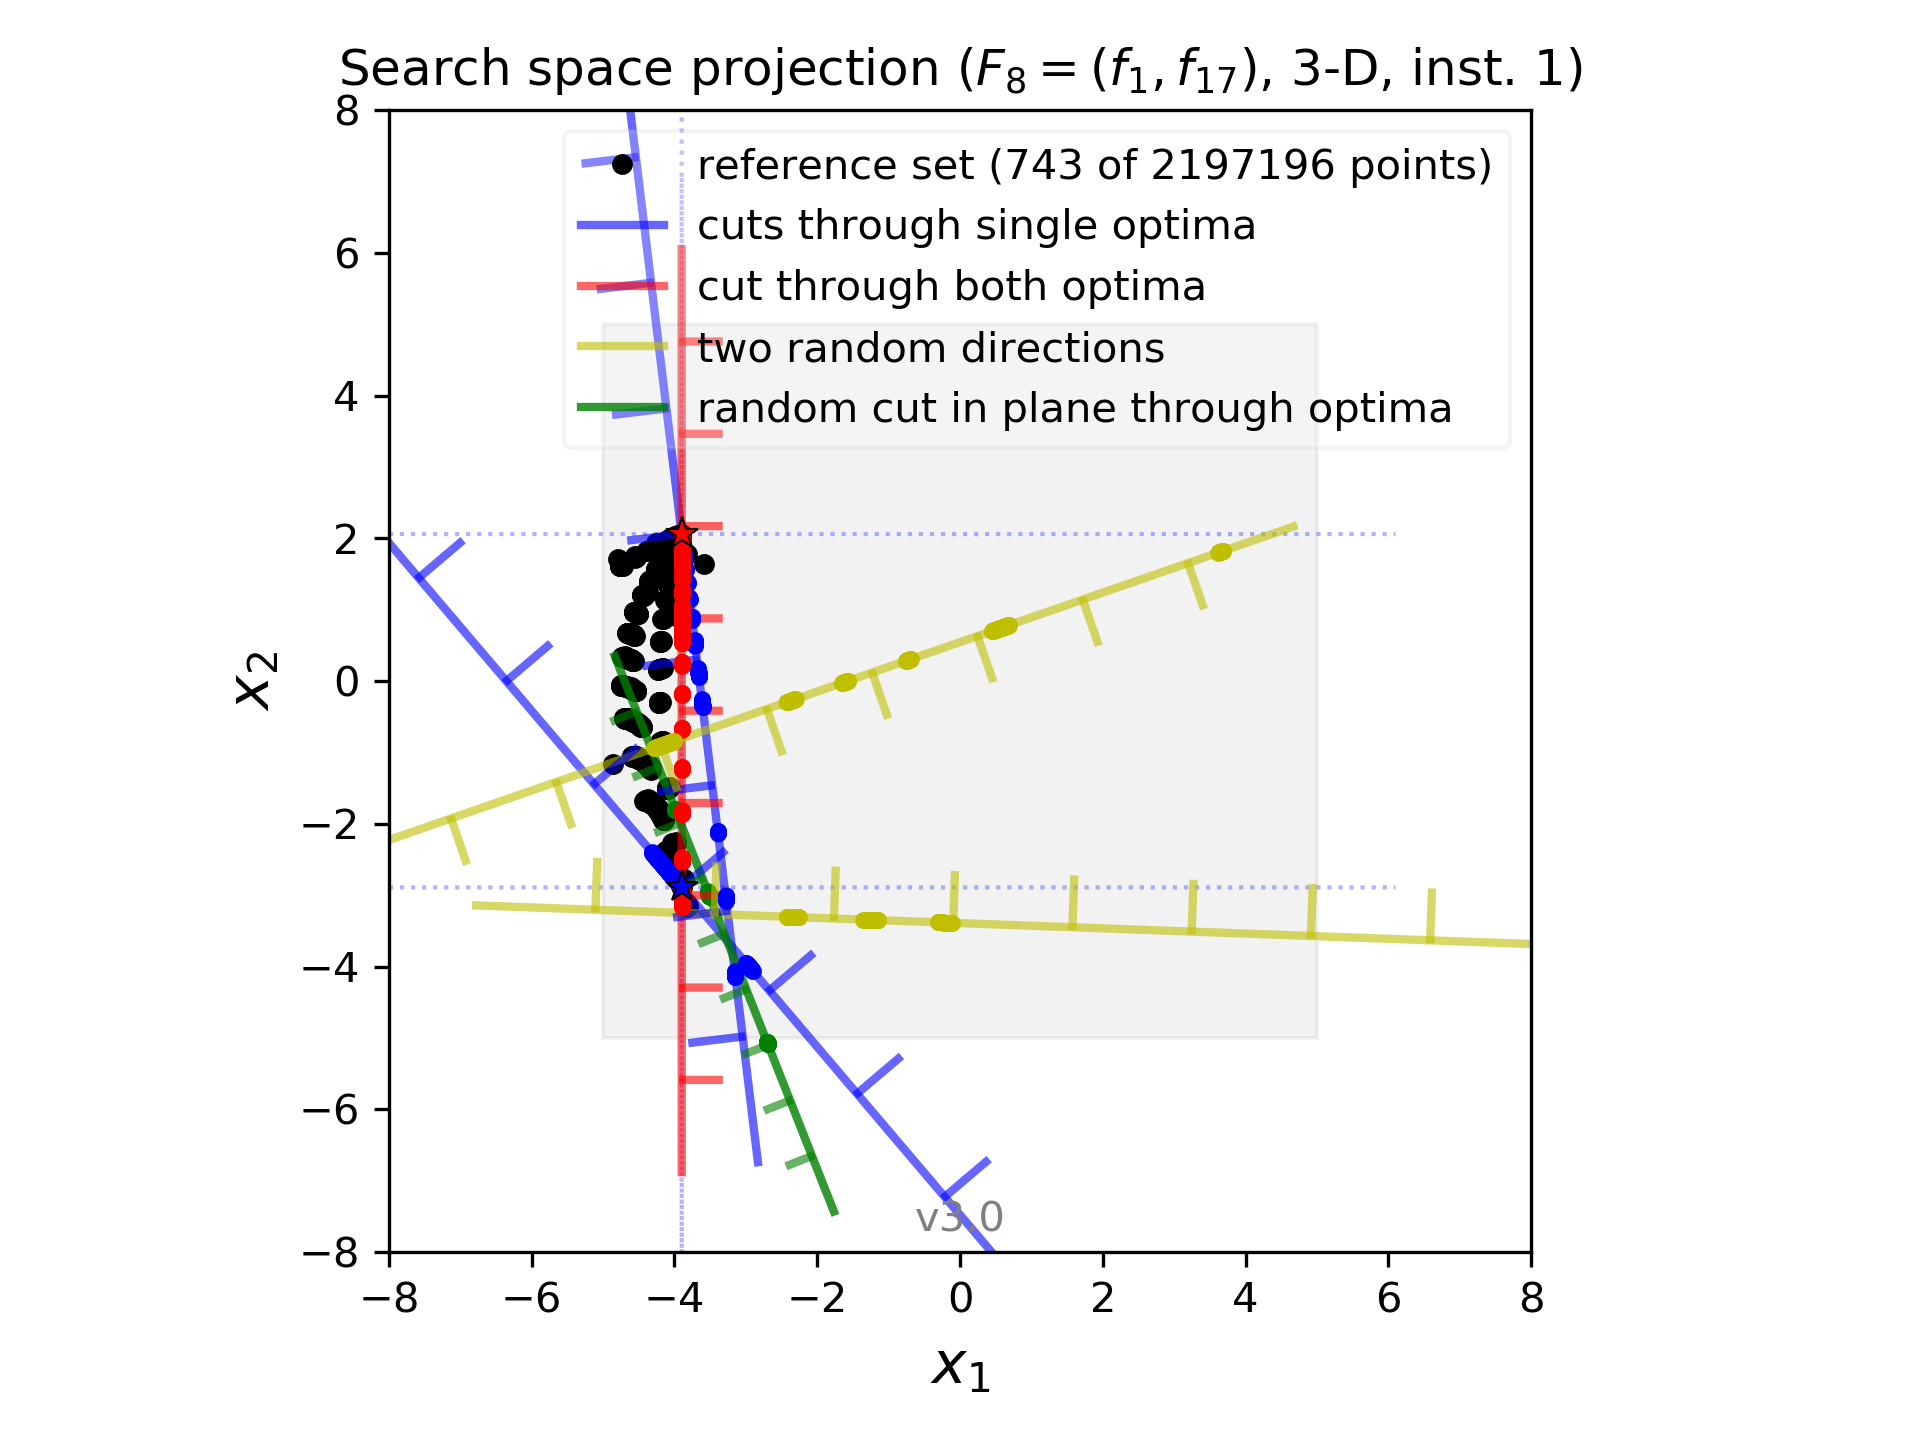 Search space projection (F₈ = (f₁, f₁₇), 3-D, inst. 1)
8
6
4
2
0
−2
−4
−6
−8
x₂
reference set (743 of 2197196 points)
cuts through single optima
cut through both optima
two random directions
random cut in plane through optima
v3.0
−8 −6 −4 −2 0 2 4 6 8
x₁